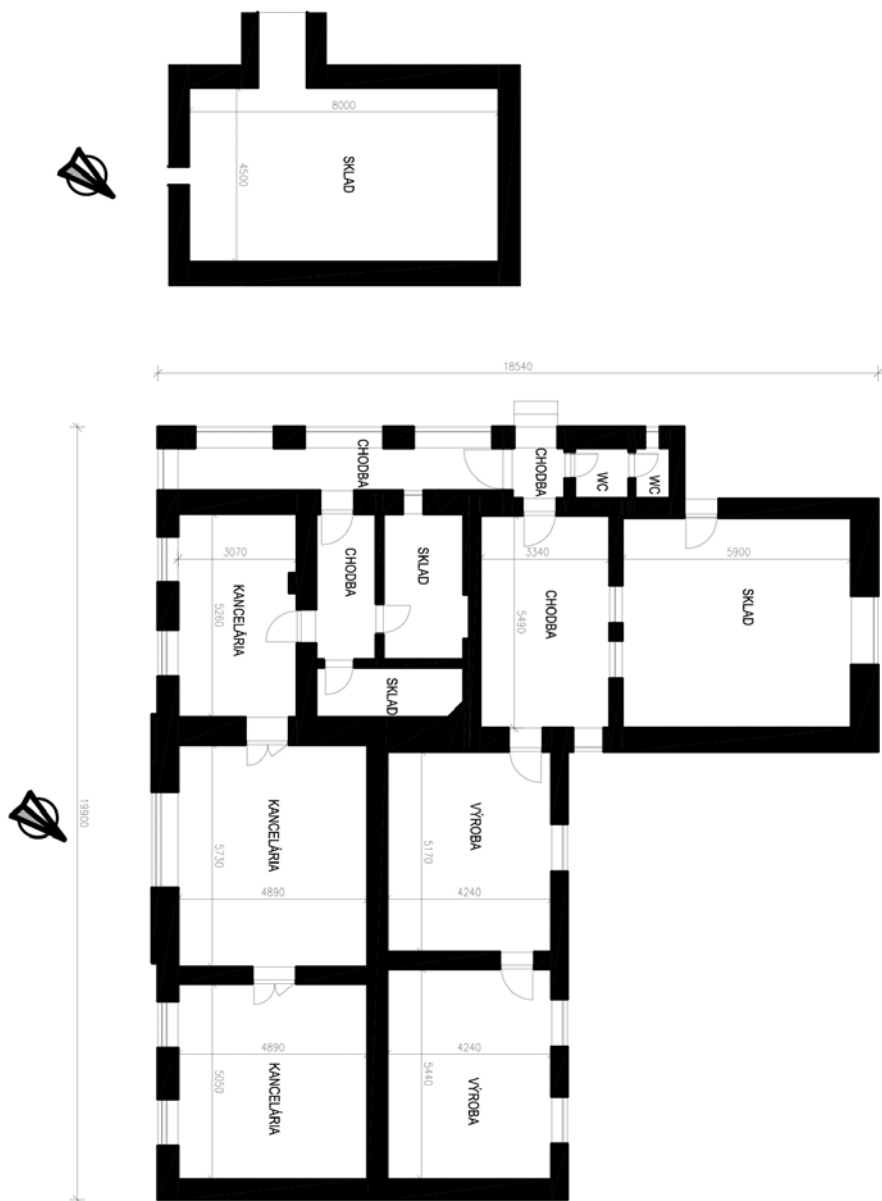 8000
4500
SKLAD
18540
19900
CHODBA
CHODBA
WC
WC
3070
5260
KANCELÁRIA
CHODBA
SKLAD
SKLAD
3340
5490
CHODBA
5900
SKLAD
KANCELÁRIA
5730
4890
VÝROBA
5170
4240
4890
5050
KANCELÁRIA
4240
5440
VÝROBA